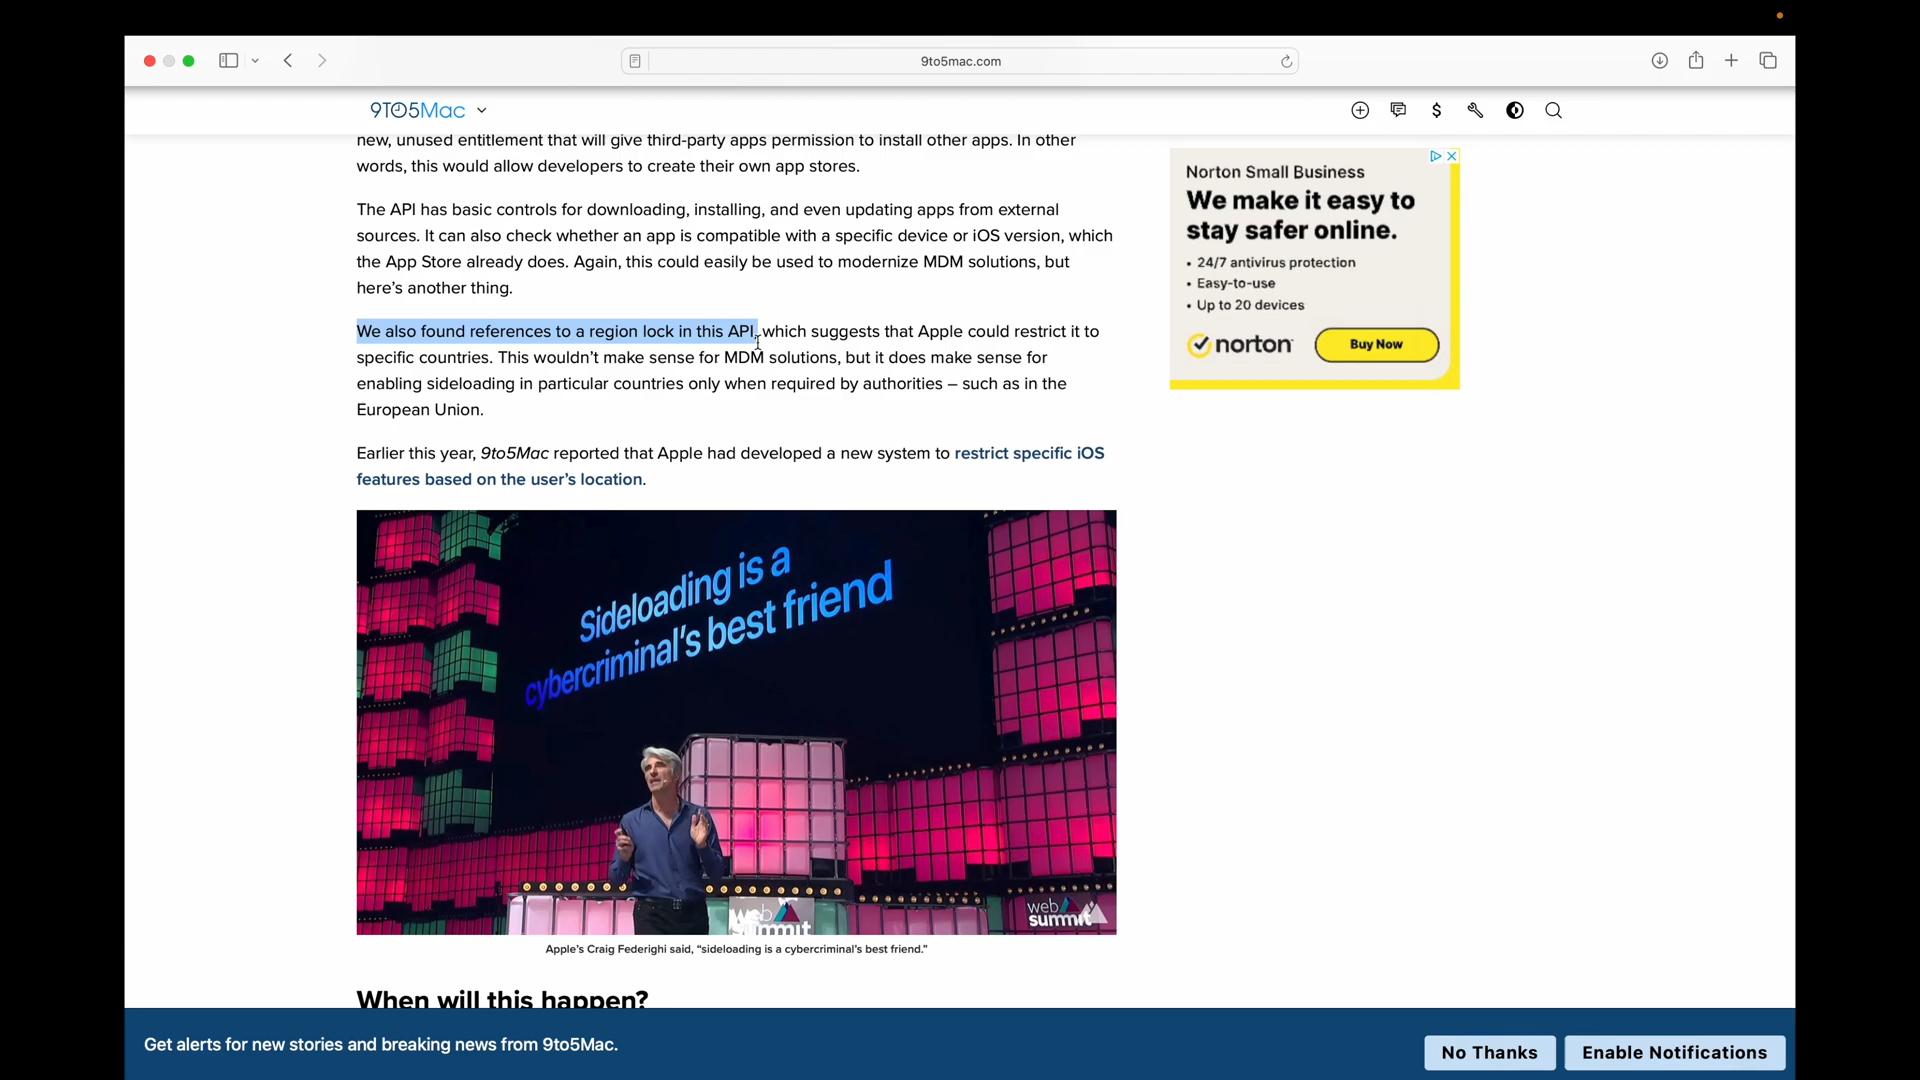 9to5mac.com
9TO5Mac
new, unused entitlement that will give third-party apps permission to install other apps. In other
words, this would allow developers to create their own app stores.
The API has basic controls for downloading, installing, and even updating apps from external
sources. It can also check whether an app is compatible with a specific device or iOS version, which
the App Store already does. Again, this could easily be used to modernize MDM solutions, but
here’s another thing.
We also found references to a region lock in this API, which suggests that Apple could restrict it to
specific countries. This wouldn’t make sense for MDM solutions, but it does make sense for
enabling sideloading in particular countries only when required by authorities – such as in the
European Union.
Earlier this year, 9to5Mac reported that Apple had developed a new system to restrict specific iOS
features based on the user’s location.
Sideloading is a
cybercriminal’s best friend
web
summit
web
summit
Apple’s Craig Federighi said, “sideloading is a cybercriminal’s best friend.”
When will this happen?
Norton Small Business
We make it easy to
stay safer online.
• 24/7 antivirus protection
• Easy-to-use
• Up to 20 devices
norton
Buy Now
Get alerts for new stories and breaking news from 9to5Mac.
No Thanks
Enable Notifications